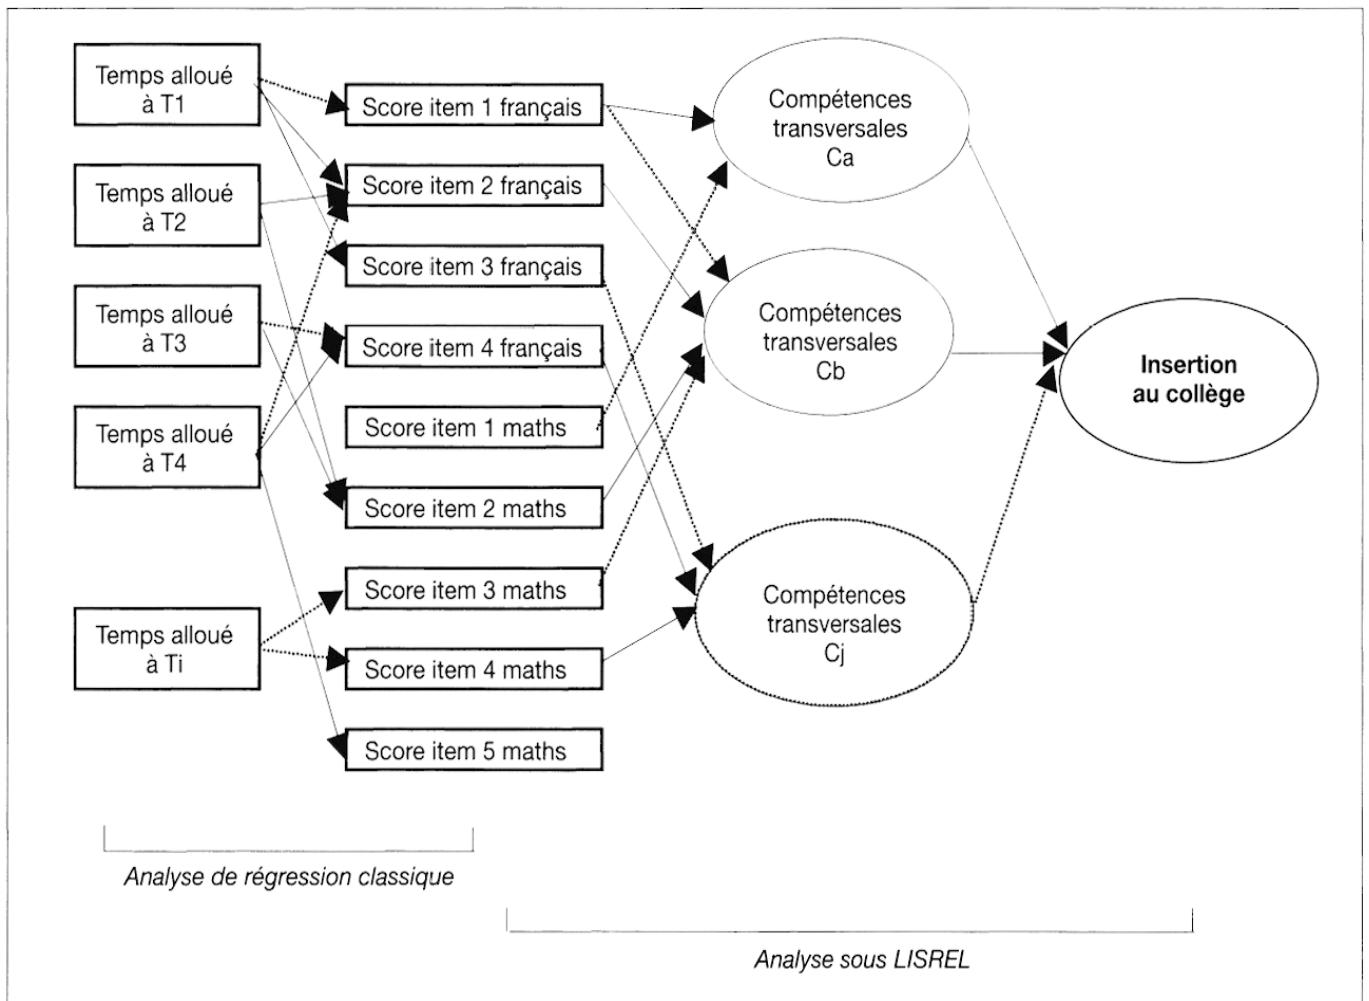 Temps alloué
à T1
Temps alloué
à T2
Temps alloué
à T3
Temps alloué
à T4
Temps alloué
à Ti
Score item 1 français
Score item 2 français
Score item 3 français
Score item 4 français
Score item 1 maths
Score item 2 maths
Score item 3 maths
Score item 4 maths
Score item 5 maths
Compétences
transversales
Ca
Compétences
transversales
Cb
Compétences
transversales
Cj
Insertion
au collège
Analyse de régression classique
Analyse sous LISREL